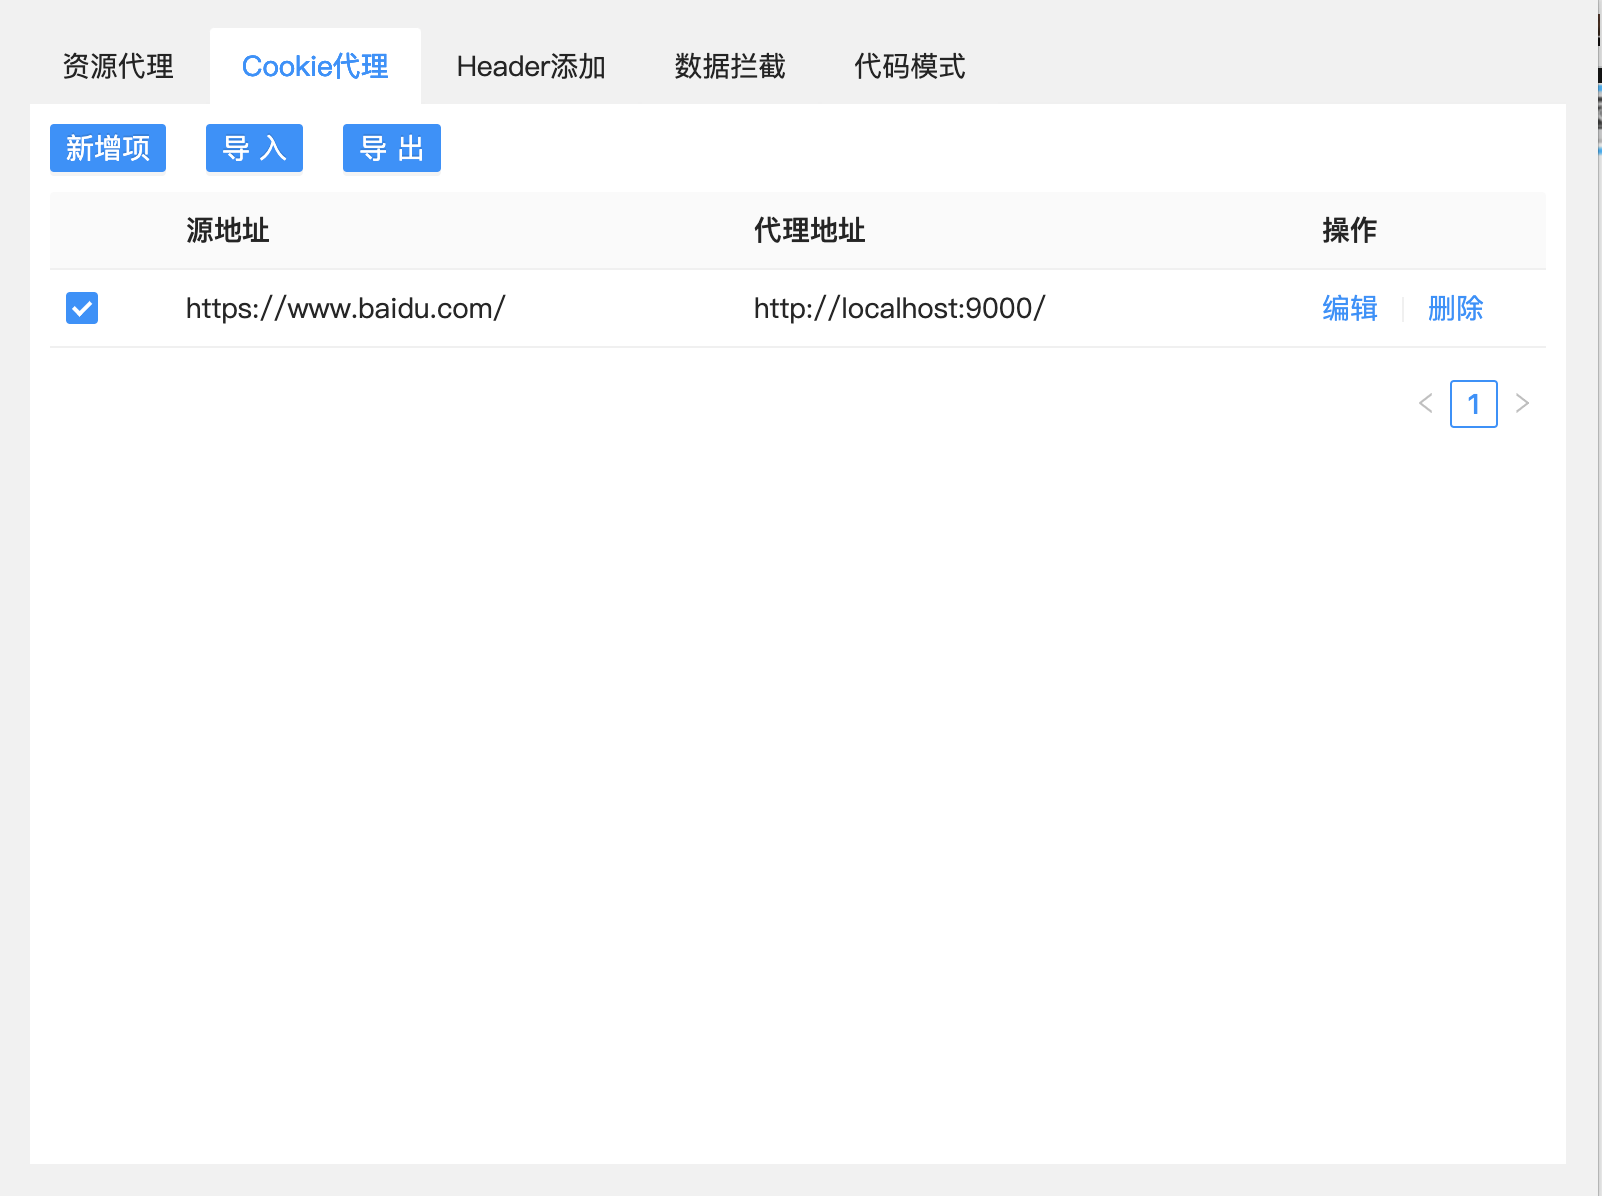 资源代理 Cookie代理 Header添加 数据拦截 代码模式
新增项 导入 导出
源地址 代理地址 操作
https://www.baidu.com/ http://localhost:9000/ 编辑 删除
< 1 >